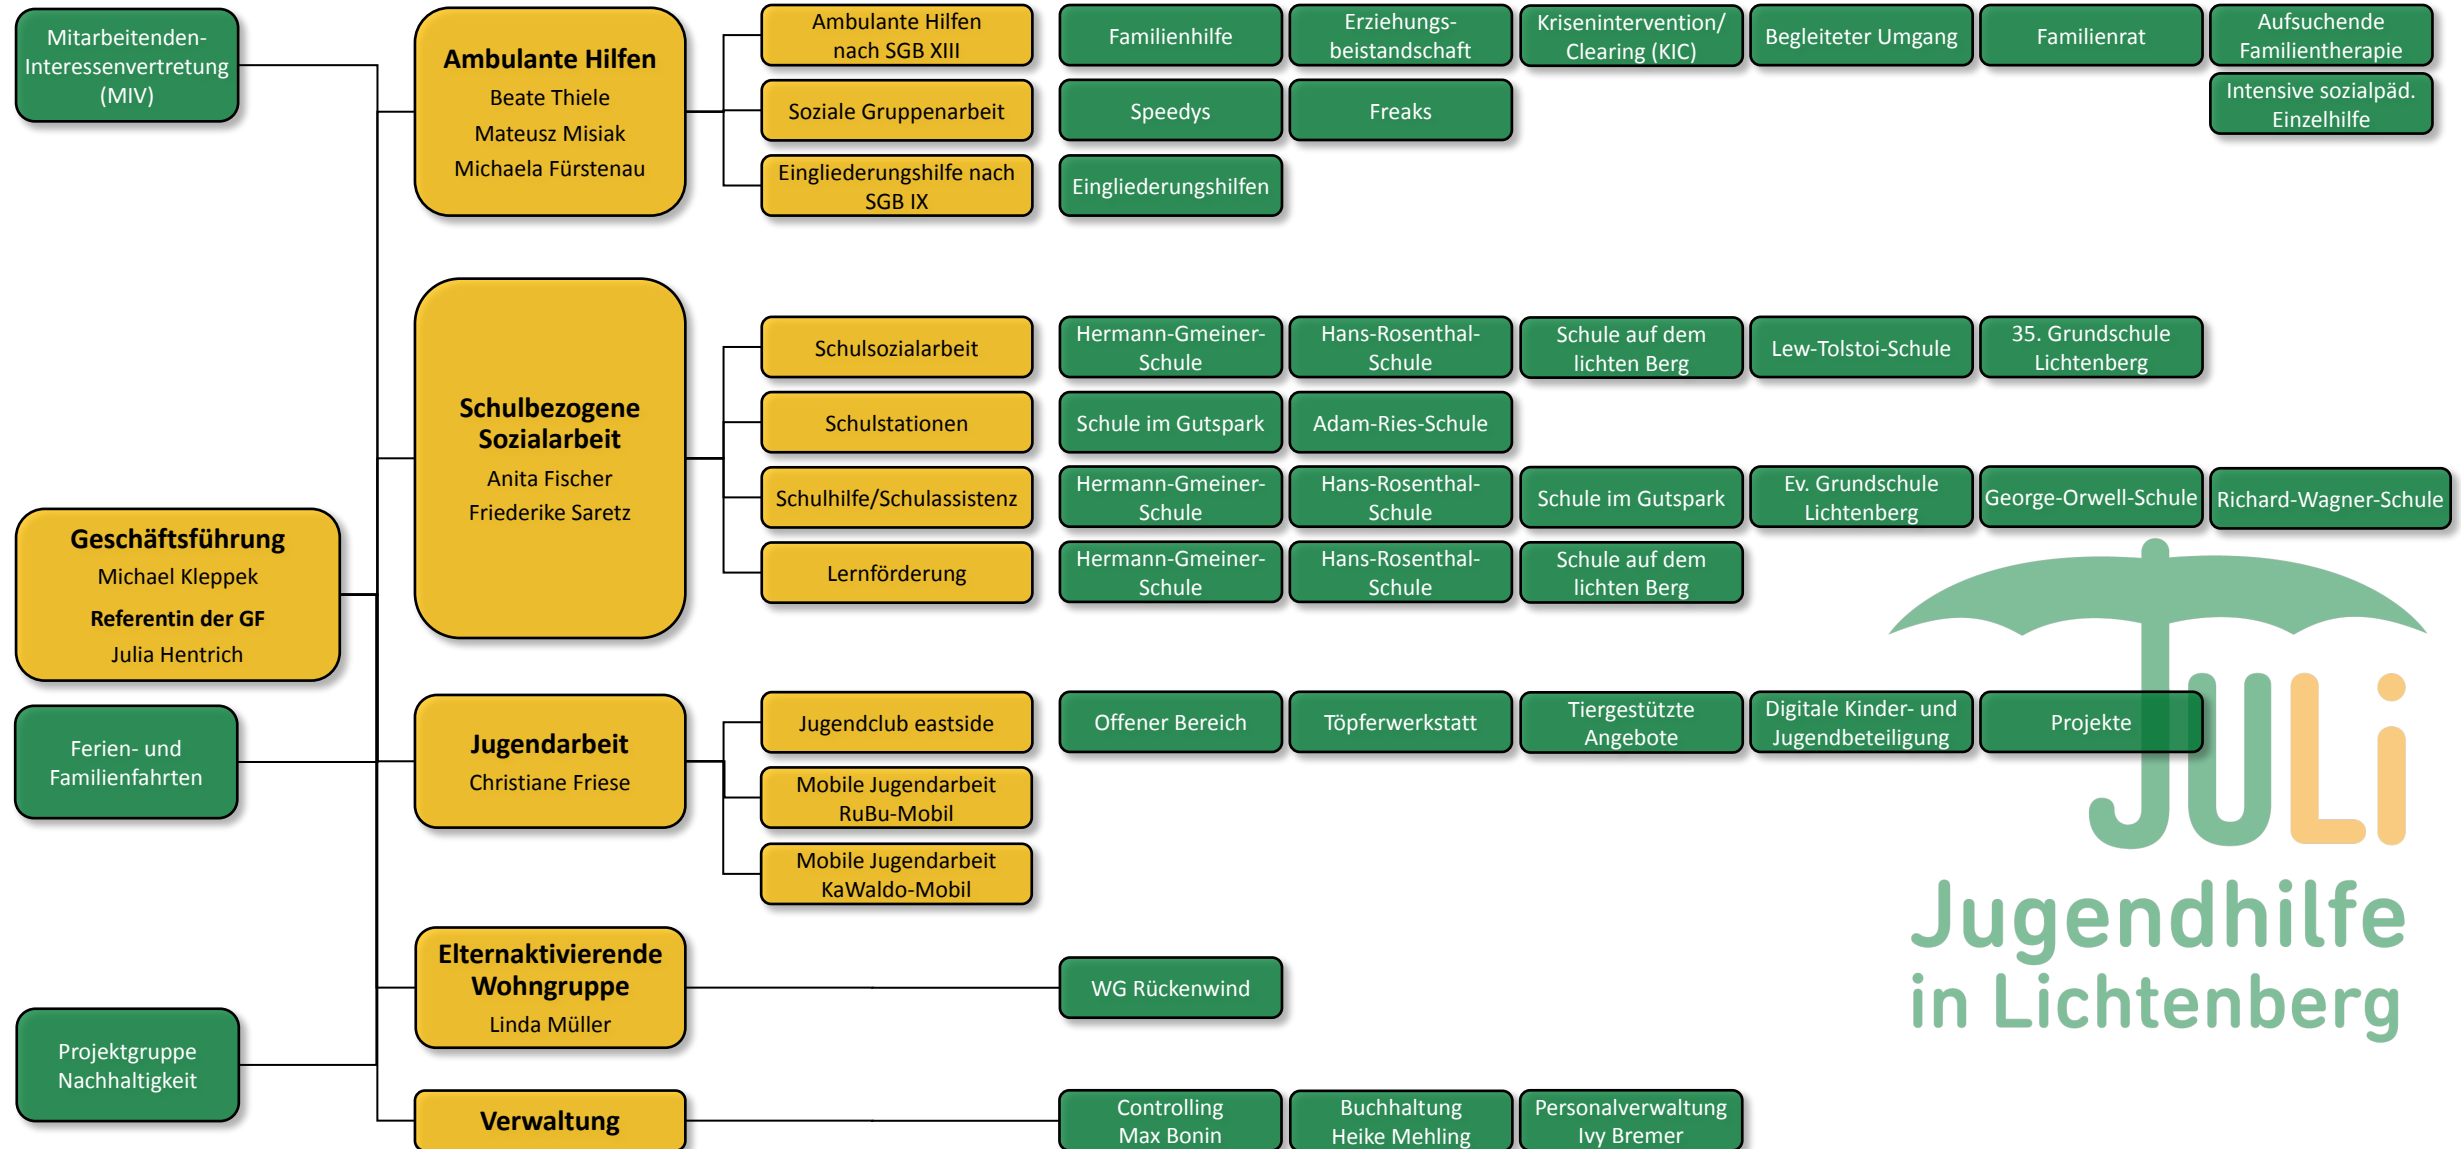 Mitarbeitenden-
Interessenvertretung
(MIV)
Geschäftsführung
Michael Kleppek
Referentin der GF
Julia Hentrich
Ferien- und
Familienfahrten
Projektgruppe
Nachhaltigkeit
Ambulante Hilfen
Beate Thiele
Mateusz Misiak
Michaela Fürstenau
Ambulante Hilfen
nach SGB XIII
Familienhilfe
Erziehungs-
beistandschaft
Krisenintervention/
Clearing (KIC)
Begleiteter Umgang
Familienrat
Aufsuchende
Familientherapie
Intensive sozialpäd.
Einzelhilfe
Soziale Gruppenarbeit
Speedys
Freaks
Eingliederungshilfe nach
SGB IX
Eingliederungshilfen
Schulbezogene
Sozialarbeit
Anita Fischer
Friederike Saretz
Schulsozialarbeit
Hermann-Gmeiner-
Schule
Hans-Rosenthal-
Schule
Schule auf dem
lichten Berg
Lew-Tolstoi-Schule
35. Grundschule
Lichtenberg
Schulstationen
Schule im Gutspark
Adam-Ries-Schule
Schulhilfe/Schulassistenz
Hermann-Gmeiner-
Schule
Hans-Rosenthal-
Schule
Schule im Gutspark
Ev. Grundschule
Lichtenberg
George-Orwell-Schule
Richard-Wagner-Schule
Lernförderung
Hermann-Gmeiner-
Schule
Hans-Rosenthal-
Schule
Schule auf dem
lichten Berg
Jugendarbeit
Christiane Friese
Jugendclub eastside
Offener Bereich
Töpferwerkstatt
Tiergestützte
Angebote
Digitale Kinder- und
Jugendbeteiligung
Projekte
Mobile Jugendarbeit
RuBu-Mobil
Mobile Jugendarbeit
KaWaldo-Mobil
Elternaktivierende
Wohngruppe
Linda Müller
WG Rückenwind
Verwaltung
Controlling
Max Bonin
Buchhaltung
Heike Mehling
Personalverwaltung
Ivy Bremer
JULi
Jugendhilfe
in Lichtenberg